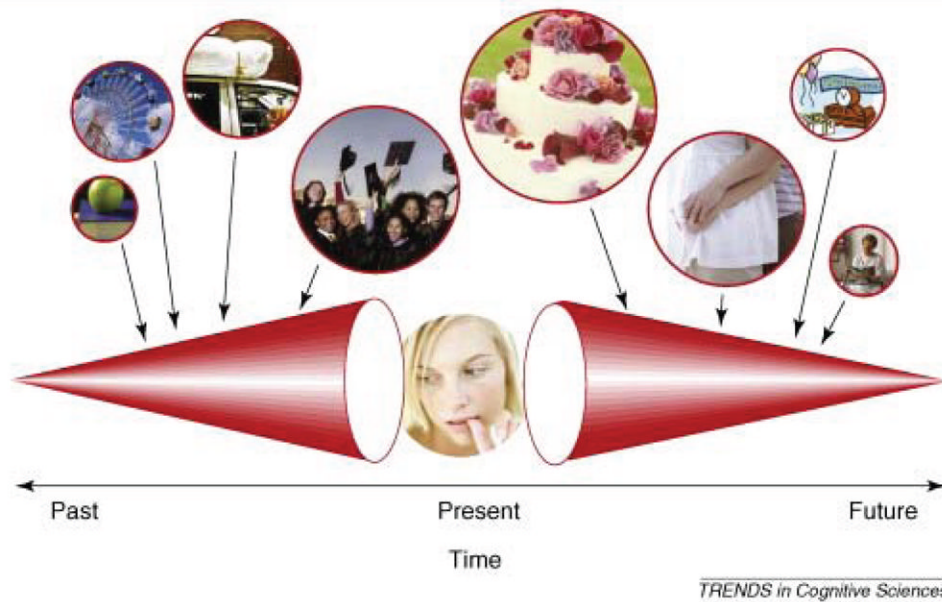 Past
Present
Future
Time
TRENDS in Cognitive Sciences